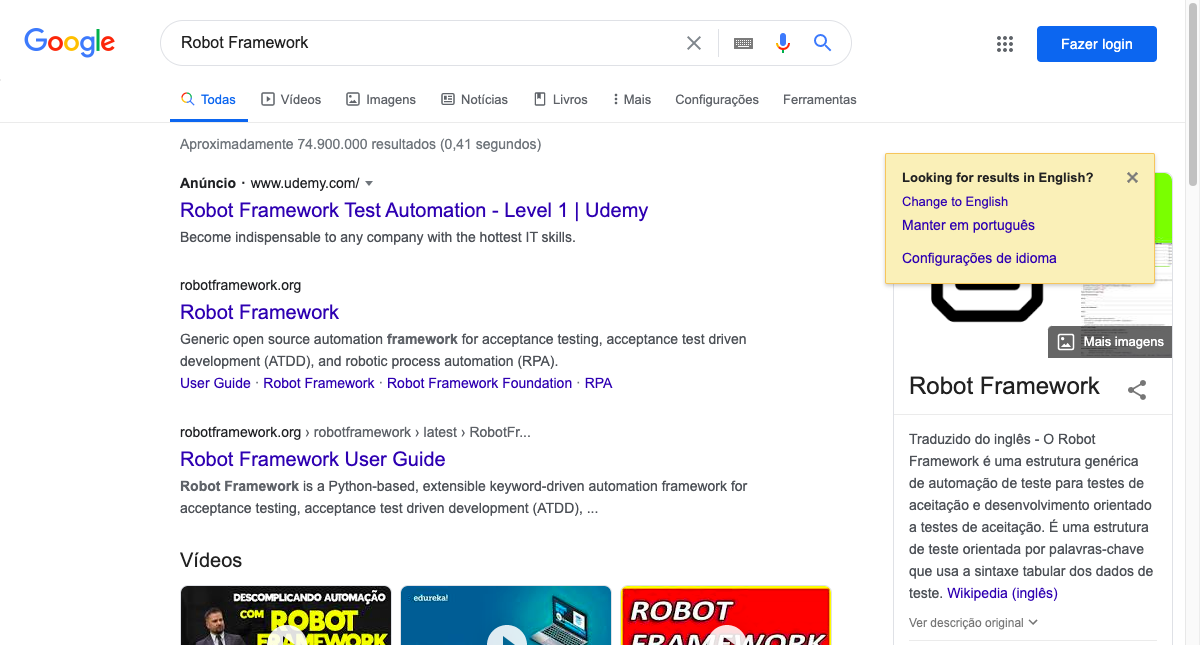 Google
Robot Framework
Fazer login
Todas
Vídeos
Imagens
Notícias
Livros
Mais
Configurações
Ferramentas
Aproximadamente 74.900.000 resultados (0,41 segundos)
Anúncio · www.udemy.com/
Robot Framework Test Automation - Level 1 | Udemy
Become indispensable to any company with the hottest IT skills.
robotframework.org
Robot Framework
Generic open source automation framework for acceptance testing, acceptance test driven
development (ATDD), and robotic process automation (RPA).
User Guide · Robot Framework · Robot Framework Foundation · RPA
robotframework.org › robotframework › latest › RobotFr...
Robot Framework User Guide
Robot Framework is a Python-based, extensible keyword-driven automation framework for
acceptance testing, acceptance test driven development (ATDD), ...
Vídeos
DESCOMPLICANDO AUTOMAÇÃO
COM ROBOT
FRAMEWORK
edureka!
ROBOT
FRAMEWORK
Looking for results in English?
Change to English
Manter em português
Configurações de idioma
Mais imagens
Robot Framework
Traduzido do inglês - O Robot
Framework é uma estrutura genérica
de automação de teste para testes de
aceitação e desenvolvimento orientado
a testes de aceitação. É uma estrutura
de teste orientada por palavras-chave
que usa a sintaxe tabular dos dados de
teste. Wikipedia (inglês)
Ver descrição original